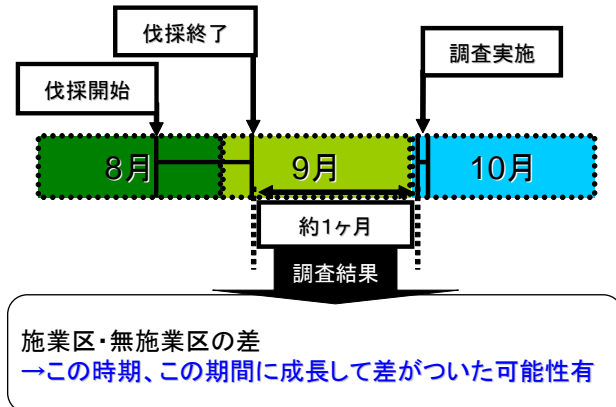 伐採終了
調査実施
伐採開始
8月
9月
10月
約1ヶ月
調査結果
施業区・無施業区の差
→この時期、この期間に成長して差がついた可能性有